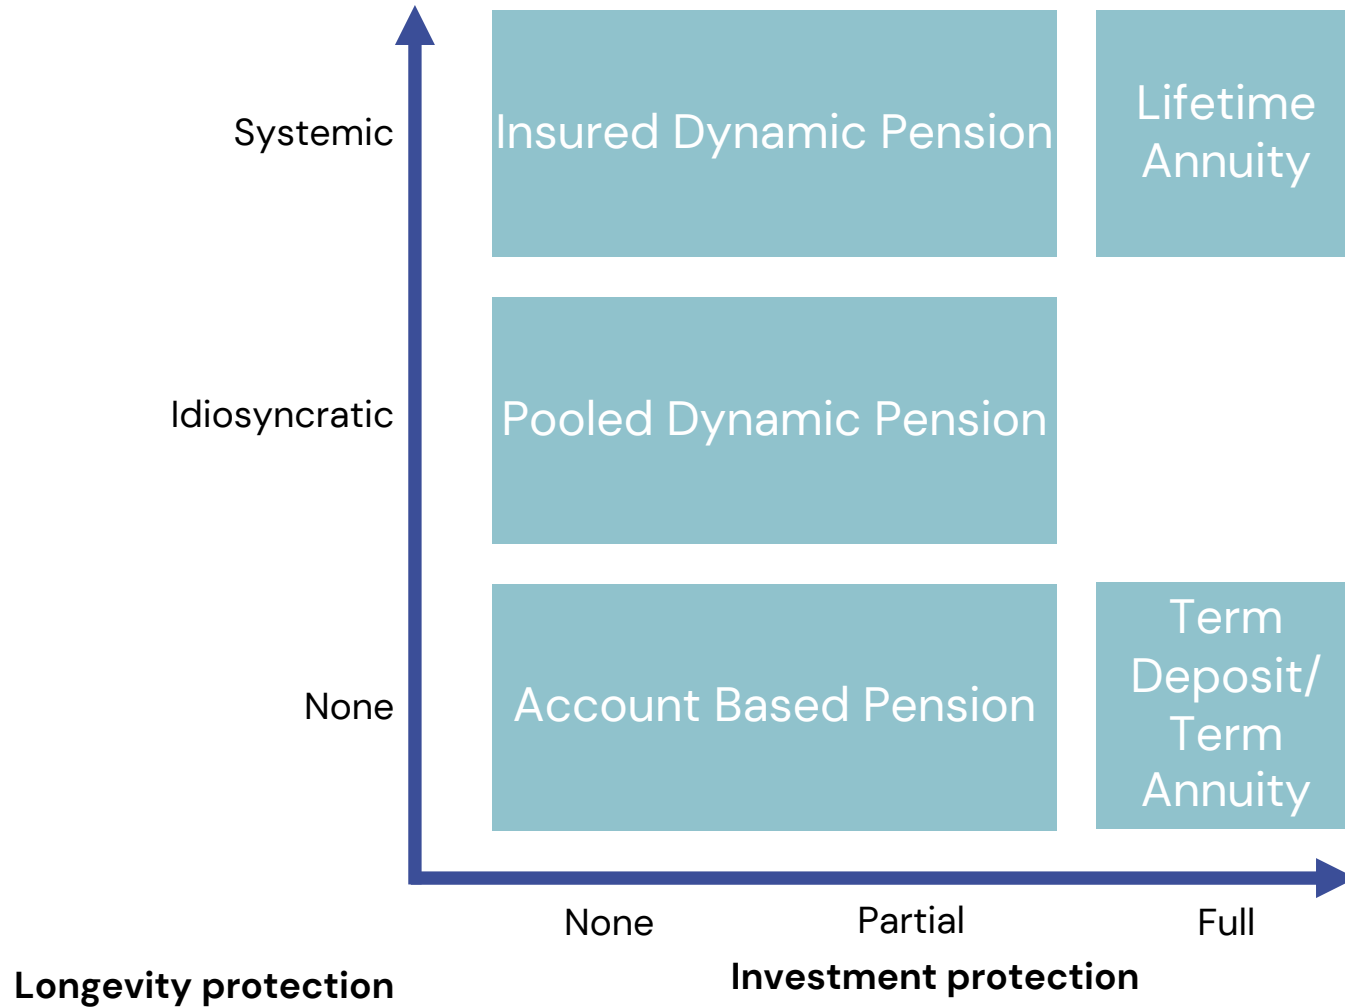 Systemic
Insured Dynamic Pension
Lifetime
Annuity
Idiosyncratic
Pooled Dynamic Pension
None
Account Based Pension
Term
Deposit/
Term
Annuity
None
Partial
Full
Longevity protection
Investment protection